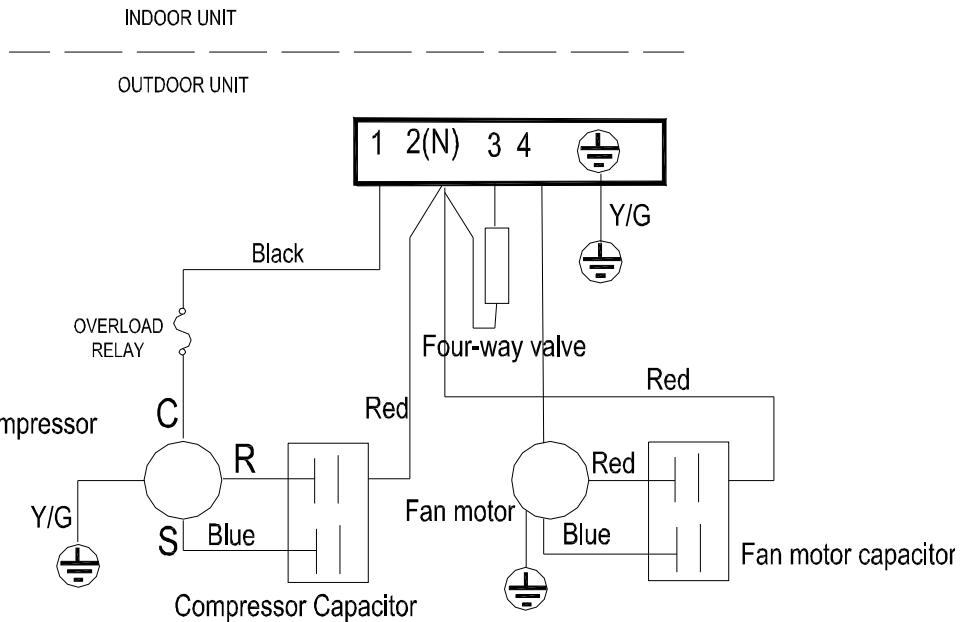 INDOOR UNIT
OUTDOOR UNIT
1 2(N) 3 4
Y/G
Black
OVERLOAD
RELAY
Four-way valve
Red
Red
C
mpressor
R
Red
Y/G
Fan motor
S
Blue
Blue
Fan motor capacitor
Compressor Capacitor